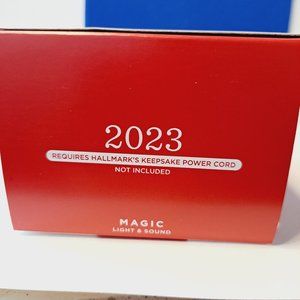 2023
REQUIRES HALLMARK'S KEEPSAKE POWER CORD
NOT INCLUDED
MAGIC
LIGHT & SOUND